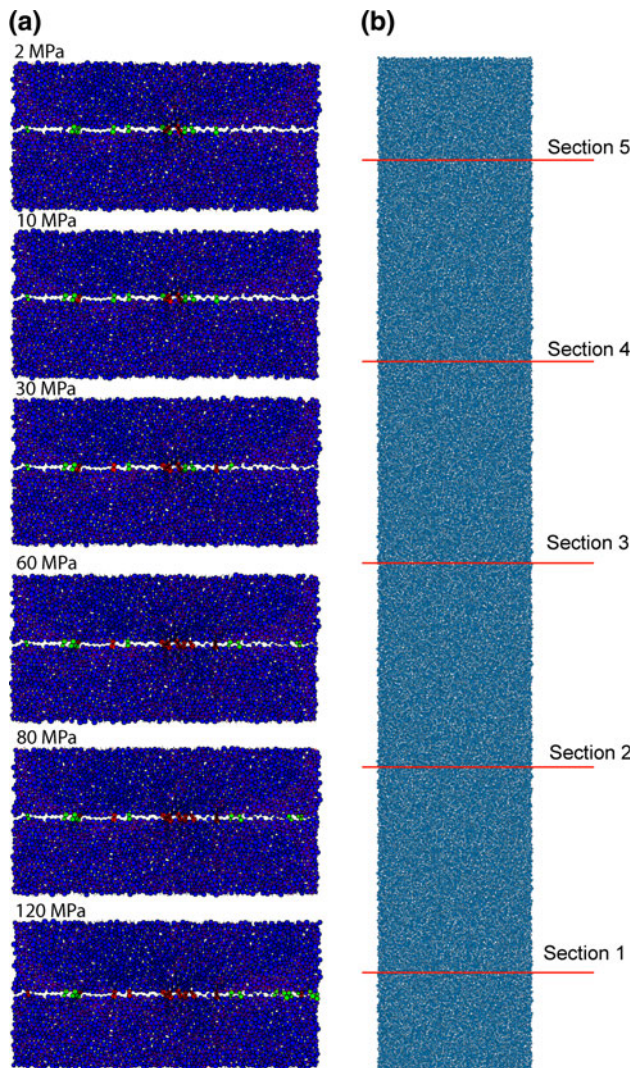 (a)
2 MPa
10 MPa
30 MPa
60 MPa
80 MPa
120 MPa
(b)
Section 5
Section 4
Section 3
Section 2
Section 1